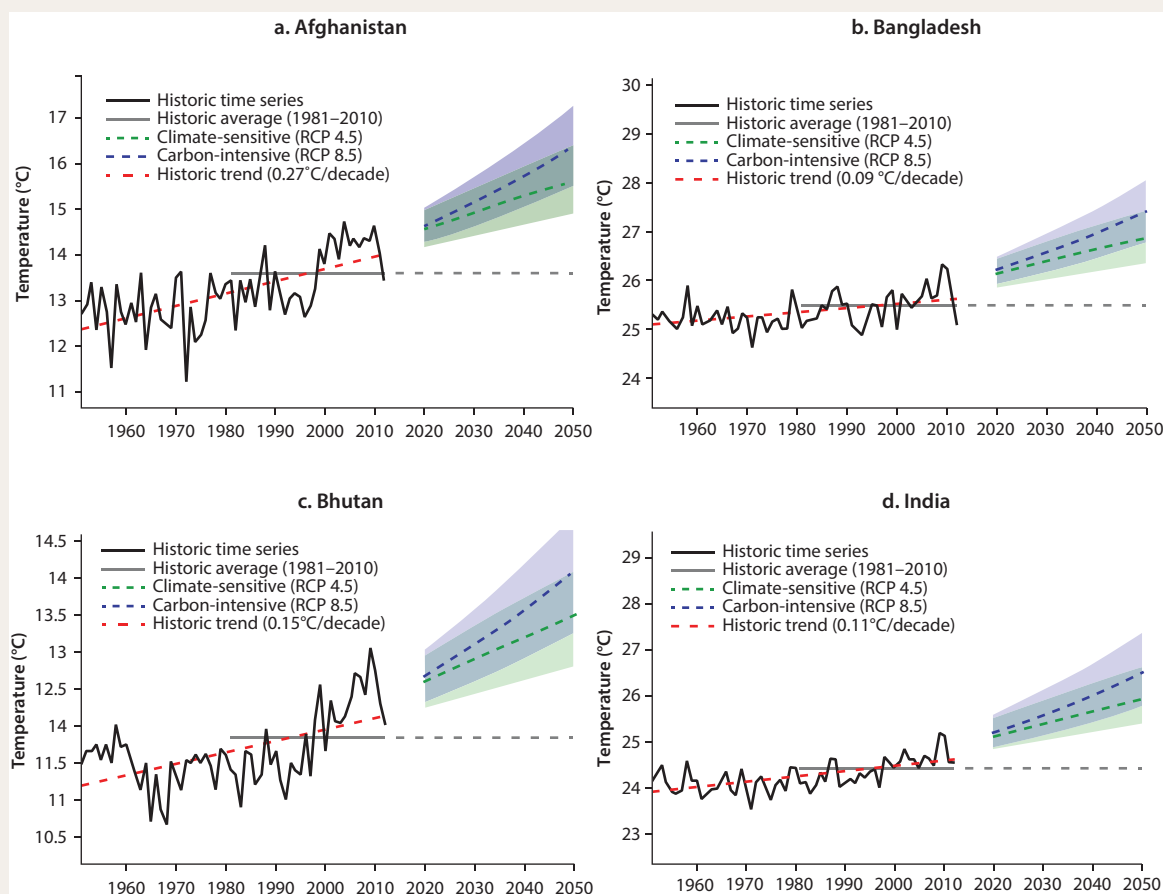 a. Afghanistan
Temperature (°C)
17
16
15
14
13
12
11
Historic time series
Historic average (1981–2010)
Climate-sensitive (RCP 4.5)
Carbon-intensive (RCP 8.5)
Historic trend (0.27°C/decade)
1960 1970 1980 1990 2000 2010 2020 2030 2040 2050
b. Bangladesh
Temperature (°C)
30
29
28
27
26
25
24
Historic time series
Historic average (1981–2010)
Climate-sensitive (RCP 4.5)
Carbon-intensive (RCP 8.5)
Historic trend (0.09 °C/decade)
1960 1970 1980 1990 2000 2010 2020 2030 2040 2050
c. Bhutan
Temperature (°C)
14.5
14
13.5
13
12.5
14
11.5
11
10.5
Historic time series
Historic average (1981–2010)
Climate-sensitive (RCP 4.5)
Carbon-intensive (RCP 8.5)
Historic trend (0.15°C/decade)
1960 1970 1980 1990 2000 2010 2020 2030 2040 2050
d. India
Temperature (°C)
29
28
27
26
25
24
23
Historic time series
Historic average (1981–2010)
Climate-sensitive (RCP 4.5)
Carbon-intensive (RCP 8.5)
Historic trend (0.11°C/decade)
1960 1970 1980 1990 2000 2010 2020 2030 2040 2050